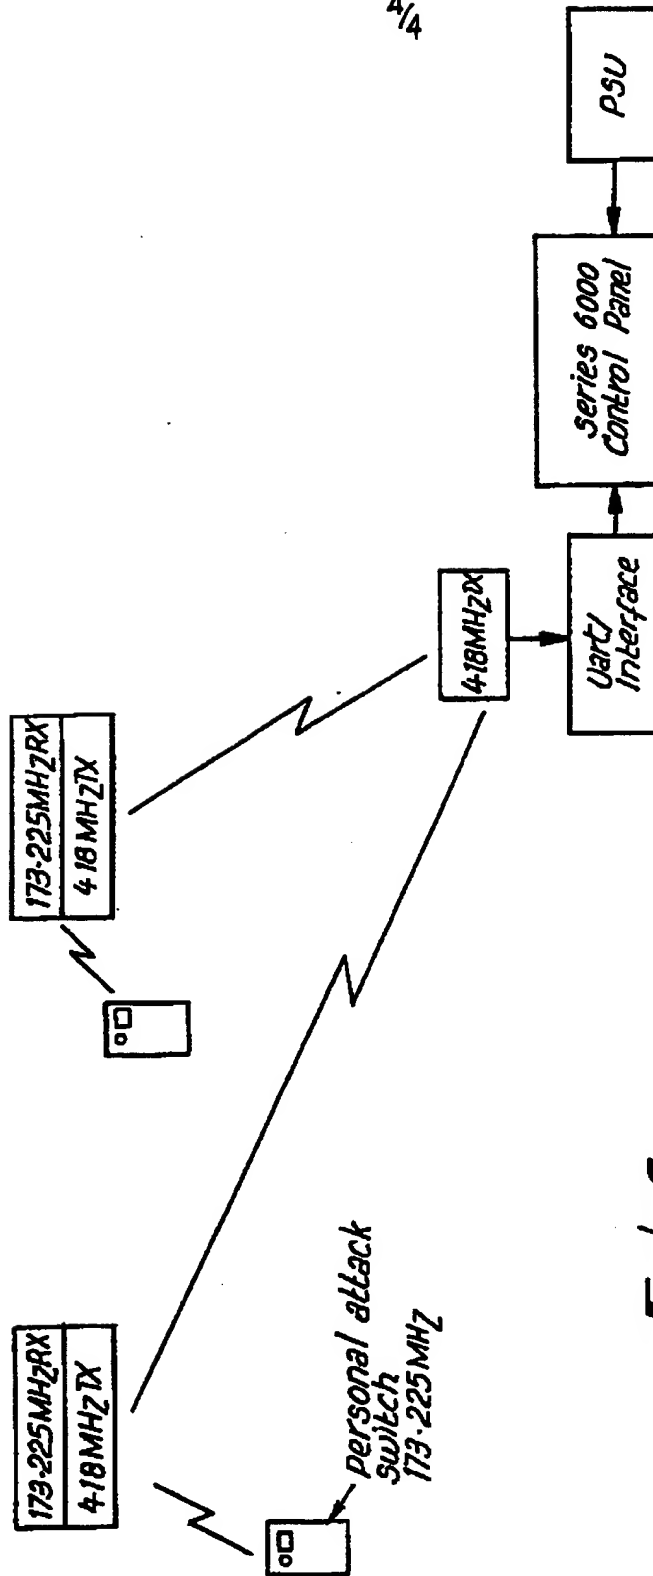 4/4
173·225MHZRX
418MHZTX
173·225MHZRX
418MHZTX
personal attack
switch
173·225MHZ
418MHZTX
Uart/
Interface
Series 6000
Control Panel
PSU